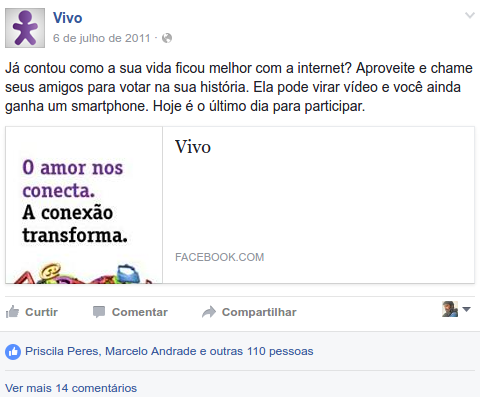 Vivo
6 de julho de 2011 ·
Já contou como a sua vida ficou melhor com a internet? Aproveite e chame
seus amigos para votar na sua história. Ela pode virar vídeo e você ainda
ganha um smartphone. Hoje é o último dia para participar.
O amor nos
conecta.
A conexão
transforma.
Vivo
FACEBOOK.COM
Curtir
Comentar
Compartilhar
Priscila Peres, Marcelo Andrade e outras 110 pessoas
Ver mais 14 comentários